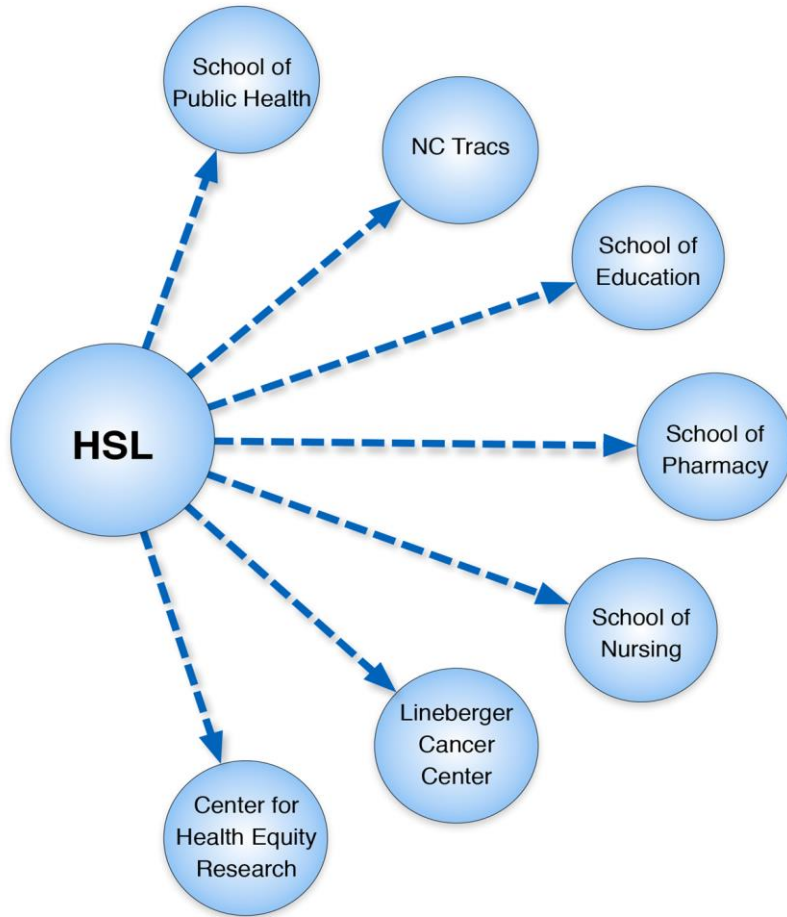 School of
Public Health
NC Tracs
School of
Education
HSL
School of
Pharmacy
School of
Nursing
Lineberger
Cancer
Center
Center for
Health Equity
Research